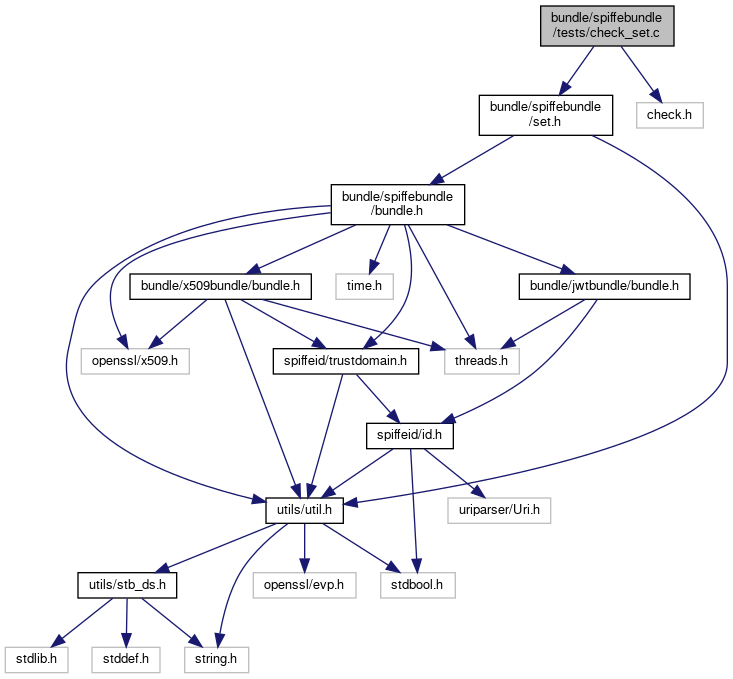 bundle/spiffebundle
/tests/check_set.c
bundle/spiffebundle
/set.h
check.h
bundle/spiffebundle
/bundle.h
bundle/x509bundle/bundle.h
time.h
bundle/jwtbundle/bundle.h
openssl/x509.h
spiffeid/trustdomain.h
threads.h
spiffeid/id.h
utils/util.h
uriparser/Uri.h
utils/stb_ds.h
openssl/evp.h
stdbool.h
stdlib.h
stddef.h
string.h